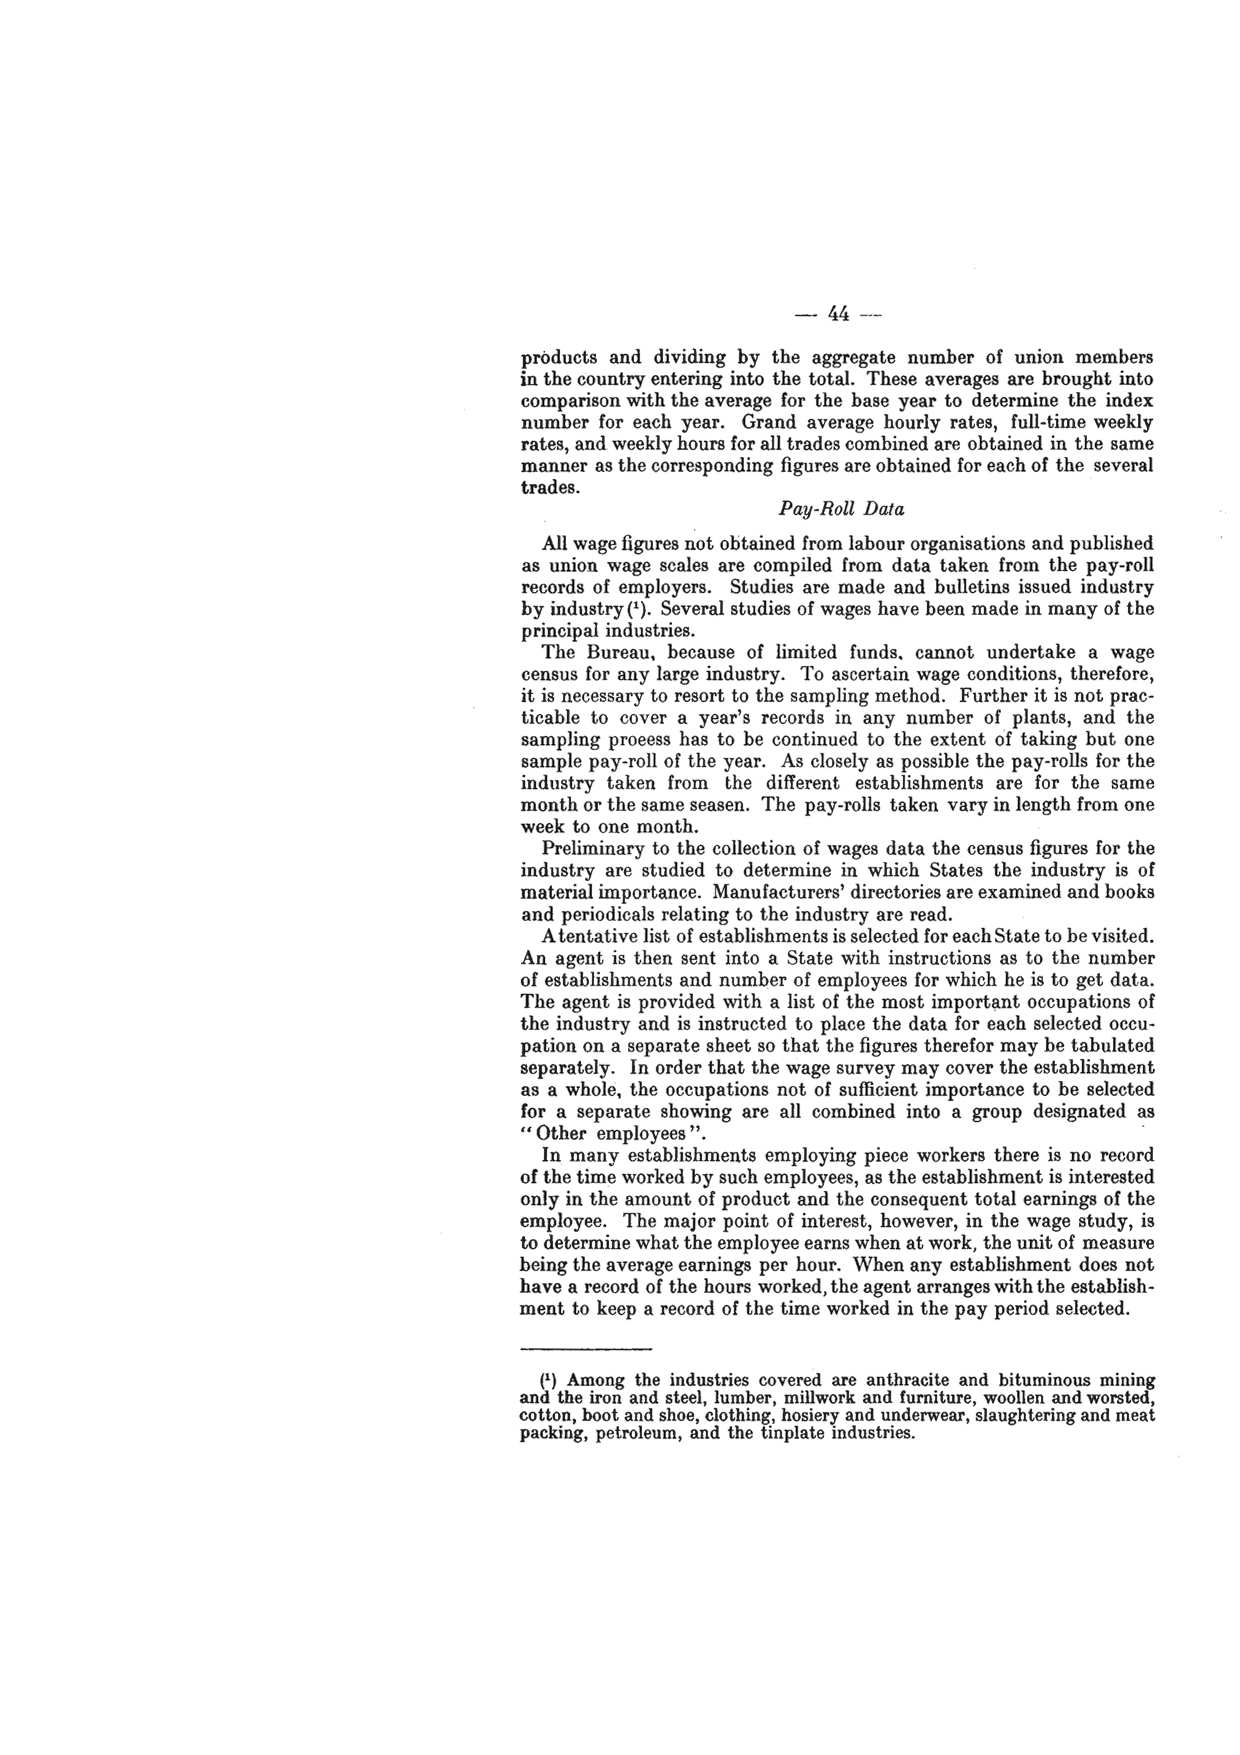 — 44 —
products and dividing by the aggregate number of union members
in the country entering into the total. These averages are brought into
comparison with the average for the base year to determine the index
number for each year. Grand average hourly rates, full-time weekly
rates, and weekly hours for all trades combined are obtained in the same
manner as the corresponding figures are obtained for each of the several
trades.
Pay-Roll Data
All wage figures not obtained from labour organisations and published
as union wage scales are compiled from data taken from the pay-roll
records of employers. Studies are made and bulletins issued industry
by industry (¹). Several studies of wages have been made in many of the
principal industries.
The Bureau, because of limited funds, cannot undertake a wage
census for any large industry. To ascertain wage conditions, therefore,
it is necessary to resort to the sampling method. Further it is not prac-
ticable to cover a year's records in any number of plants, and the
sampling proeess has to be continued to the extent of taking but one
sample pay-roll of the year. As closely as possible the pay-rolls for the
industry taken from the different establishments are for the same
month or the same seasen. The pay-rolls taken vary in length from one
week to one month.
Preliminary to the collection of wages data the census figures for the
industry are studied to determine in which States the industry is of
material importance. Manufacturers' directories are examined and books
and periodicals relating to the industry are read.
A tentative list of establishments is selected for each State to be visited.
An agent is then sent into a State with instructions as to the number
of establishments and number of employees for which he is to get data.
The agent is provided with a list of the most important occupations of
the industry and is instructed to place the data for each selected occu-
pation on a separate sheet so that the figures therefor may be tabulated
separately. In order that the wage survey may cover the establishment
as a whole, the occupations not of sufficient importance to be selected
for a separate showing are all combined into a group designated as
“Other employees”.
In many establishments employing piece workers there is no record
of the time worked by such employees, as the establishment is interested
only in the amount of product and the consequent total earnings of the
employee. The major point of interest, however, in the wage study, is
to determine what the employee earns when at work, the unit of measure
being the average earnings per hour. When any establishment does not
have a record of the hours worked, the agent arranges with the establish-
ment to keep a record of the time worked in the pay period selected.
(¹) Among the industries covered are anthracite and bituminous mining
and the iron and steel, lumber, millwork and furniture, woollen and worsted,
cotton, boot and shoe, clothing, hosiery and underwear, slaughtering and meat
packing, petroleum, and the tinplate industries.